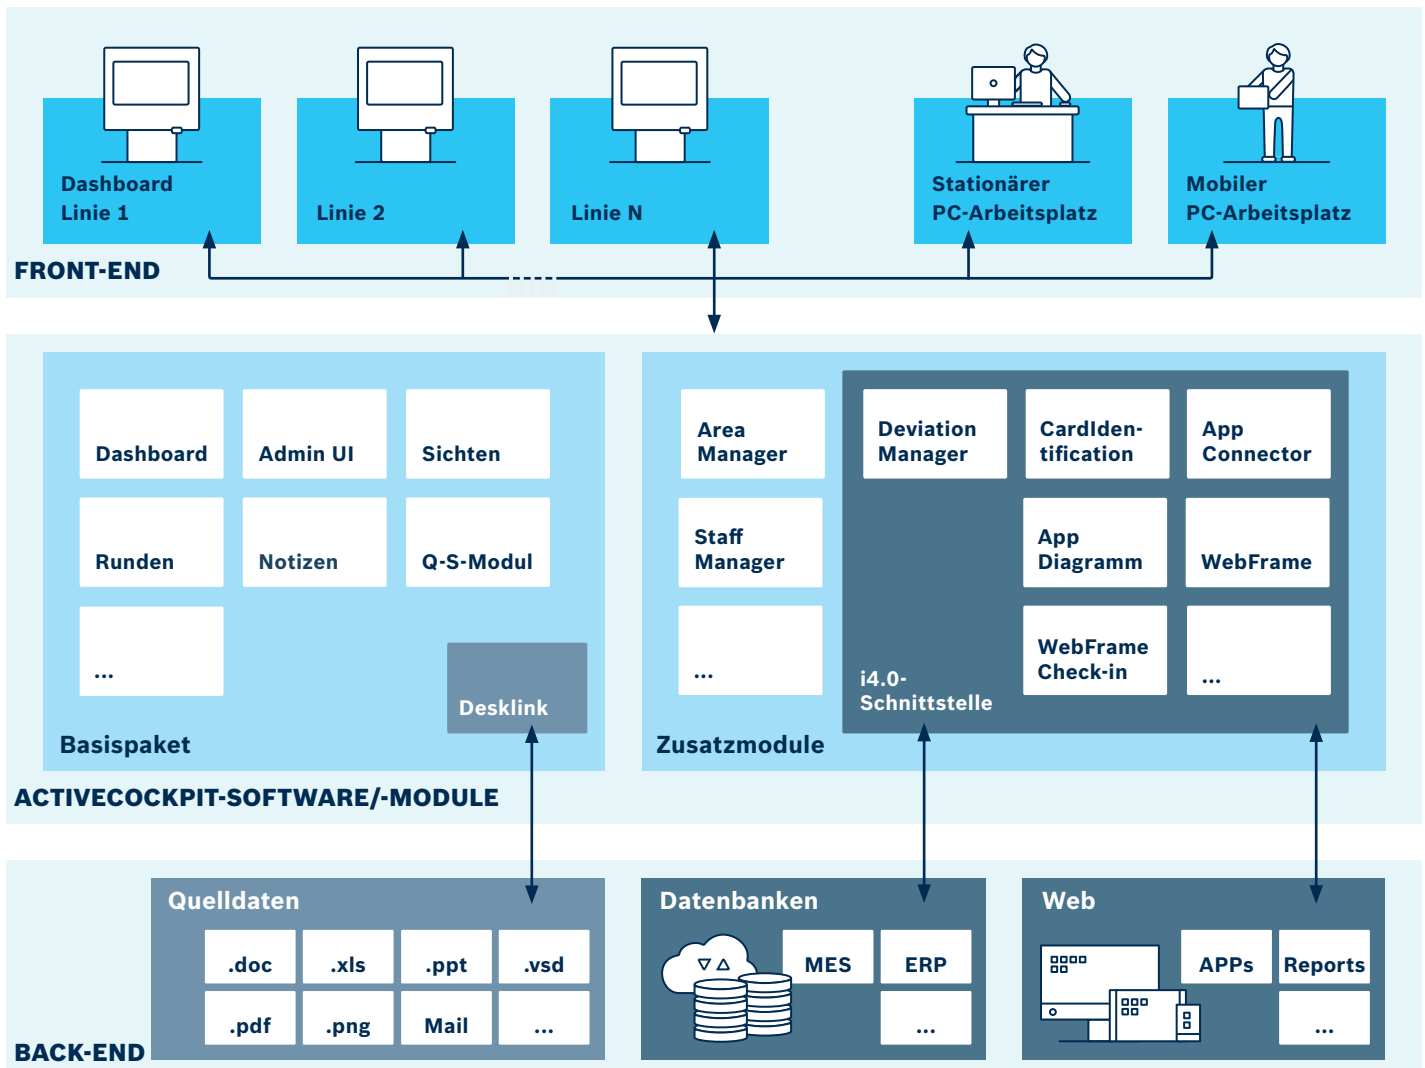 Dashboard
Linie 1
Linie 2
Linie N
Stationärer
PC-Arbeitsplatz
Mobiler
PC-Arbeitsplatz
FRONT-END
Dashboard
Admin UI
Sichten
Runden
Notizen
Q-S-Modul
...
Desklink
Basispaket
Area
Manager
Staff
Manager
...
Deviation
Manager
CardIden-
tification
App
Connector
App
Diagramm
WebFrame
WebFrame
Check-in
...
i4.0-
Schnittstelle
Zusatzmodule
ACTIVECOCKPIT-SOFTWARE/-MODULE
Quelldaten
.doc
.xls
.ppt
.vsd
.pdf
.png
Mail
...
Datenbanken
MES
ERP
...
Web
APPs
Reports
...
BACK-END